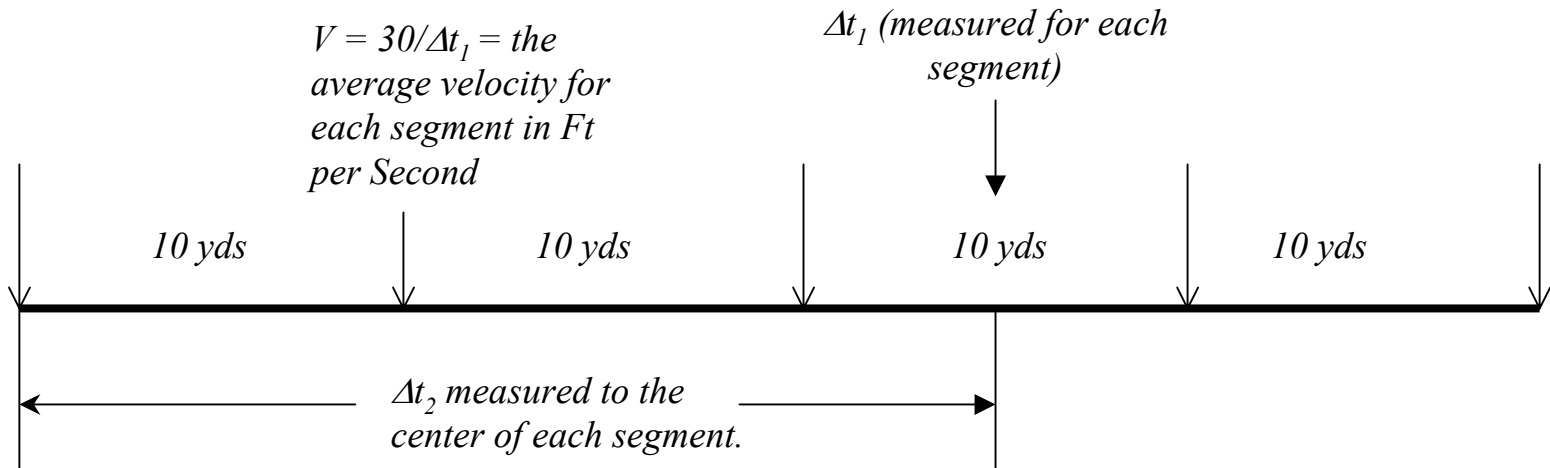 V = 30/Δt₁ = the
average velocity for
each segment in Ft
per Second
Δt₁ (measured for each
segment)
10 yds
10 yds
10 yds
10 yds
Δt₂ measured to the
center of each segment.